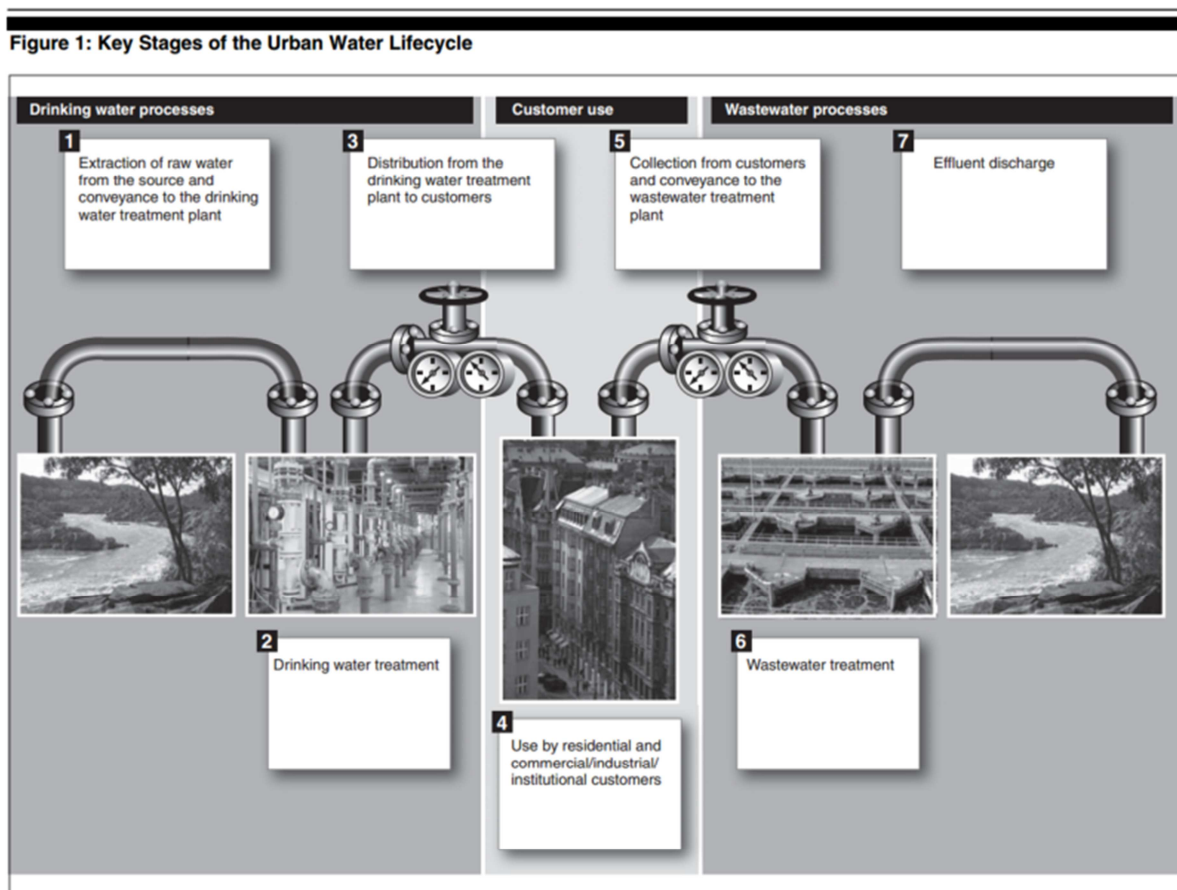 Figure 1: Key Stages of the Urban Water Lifecycle
Drinking water processes
Customer use
Wastewater processes
1
Extraction of raw water
from the source and
conveyance to the drinking
water treatment plant
3
Distribution from the
drinking water treatment
plant to customers
5
Collection from customers
and conveyance to the
wastewater treatment
plant
7
Effluent discharge
2
Drinking water treatment
6
Wastewater treatment
4
Use by residential and
commercial/industrial/
institutional customers